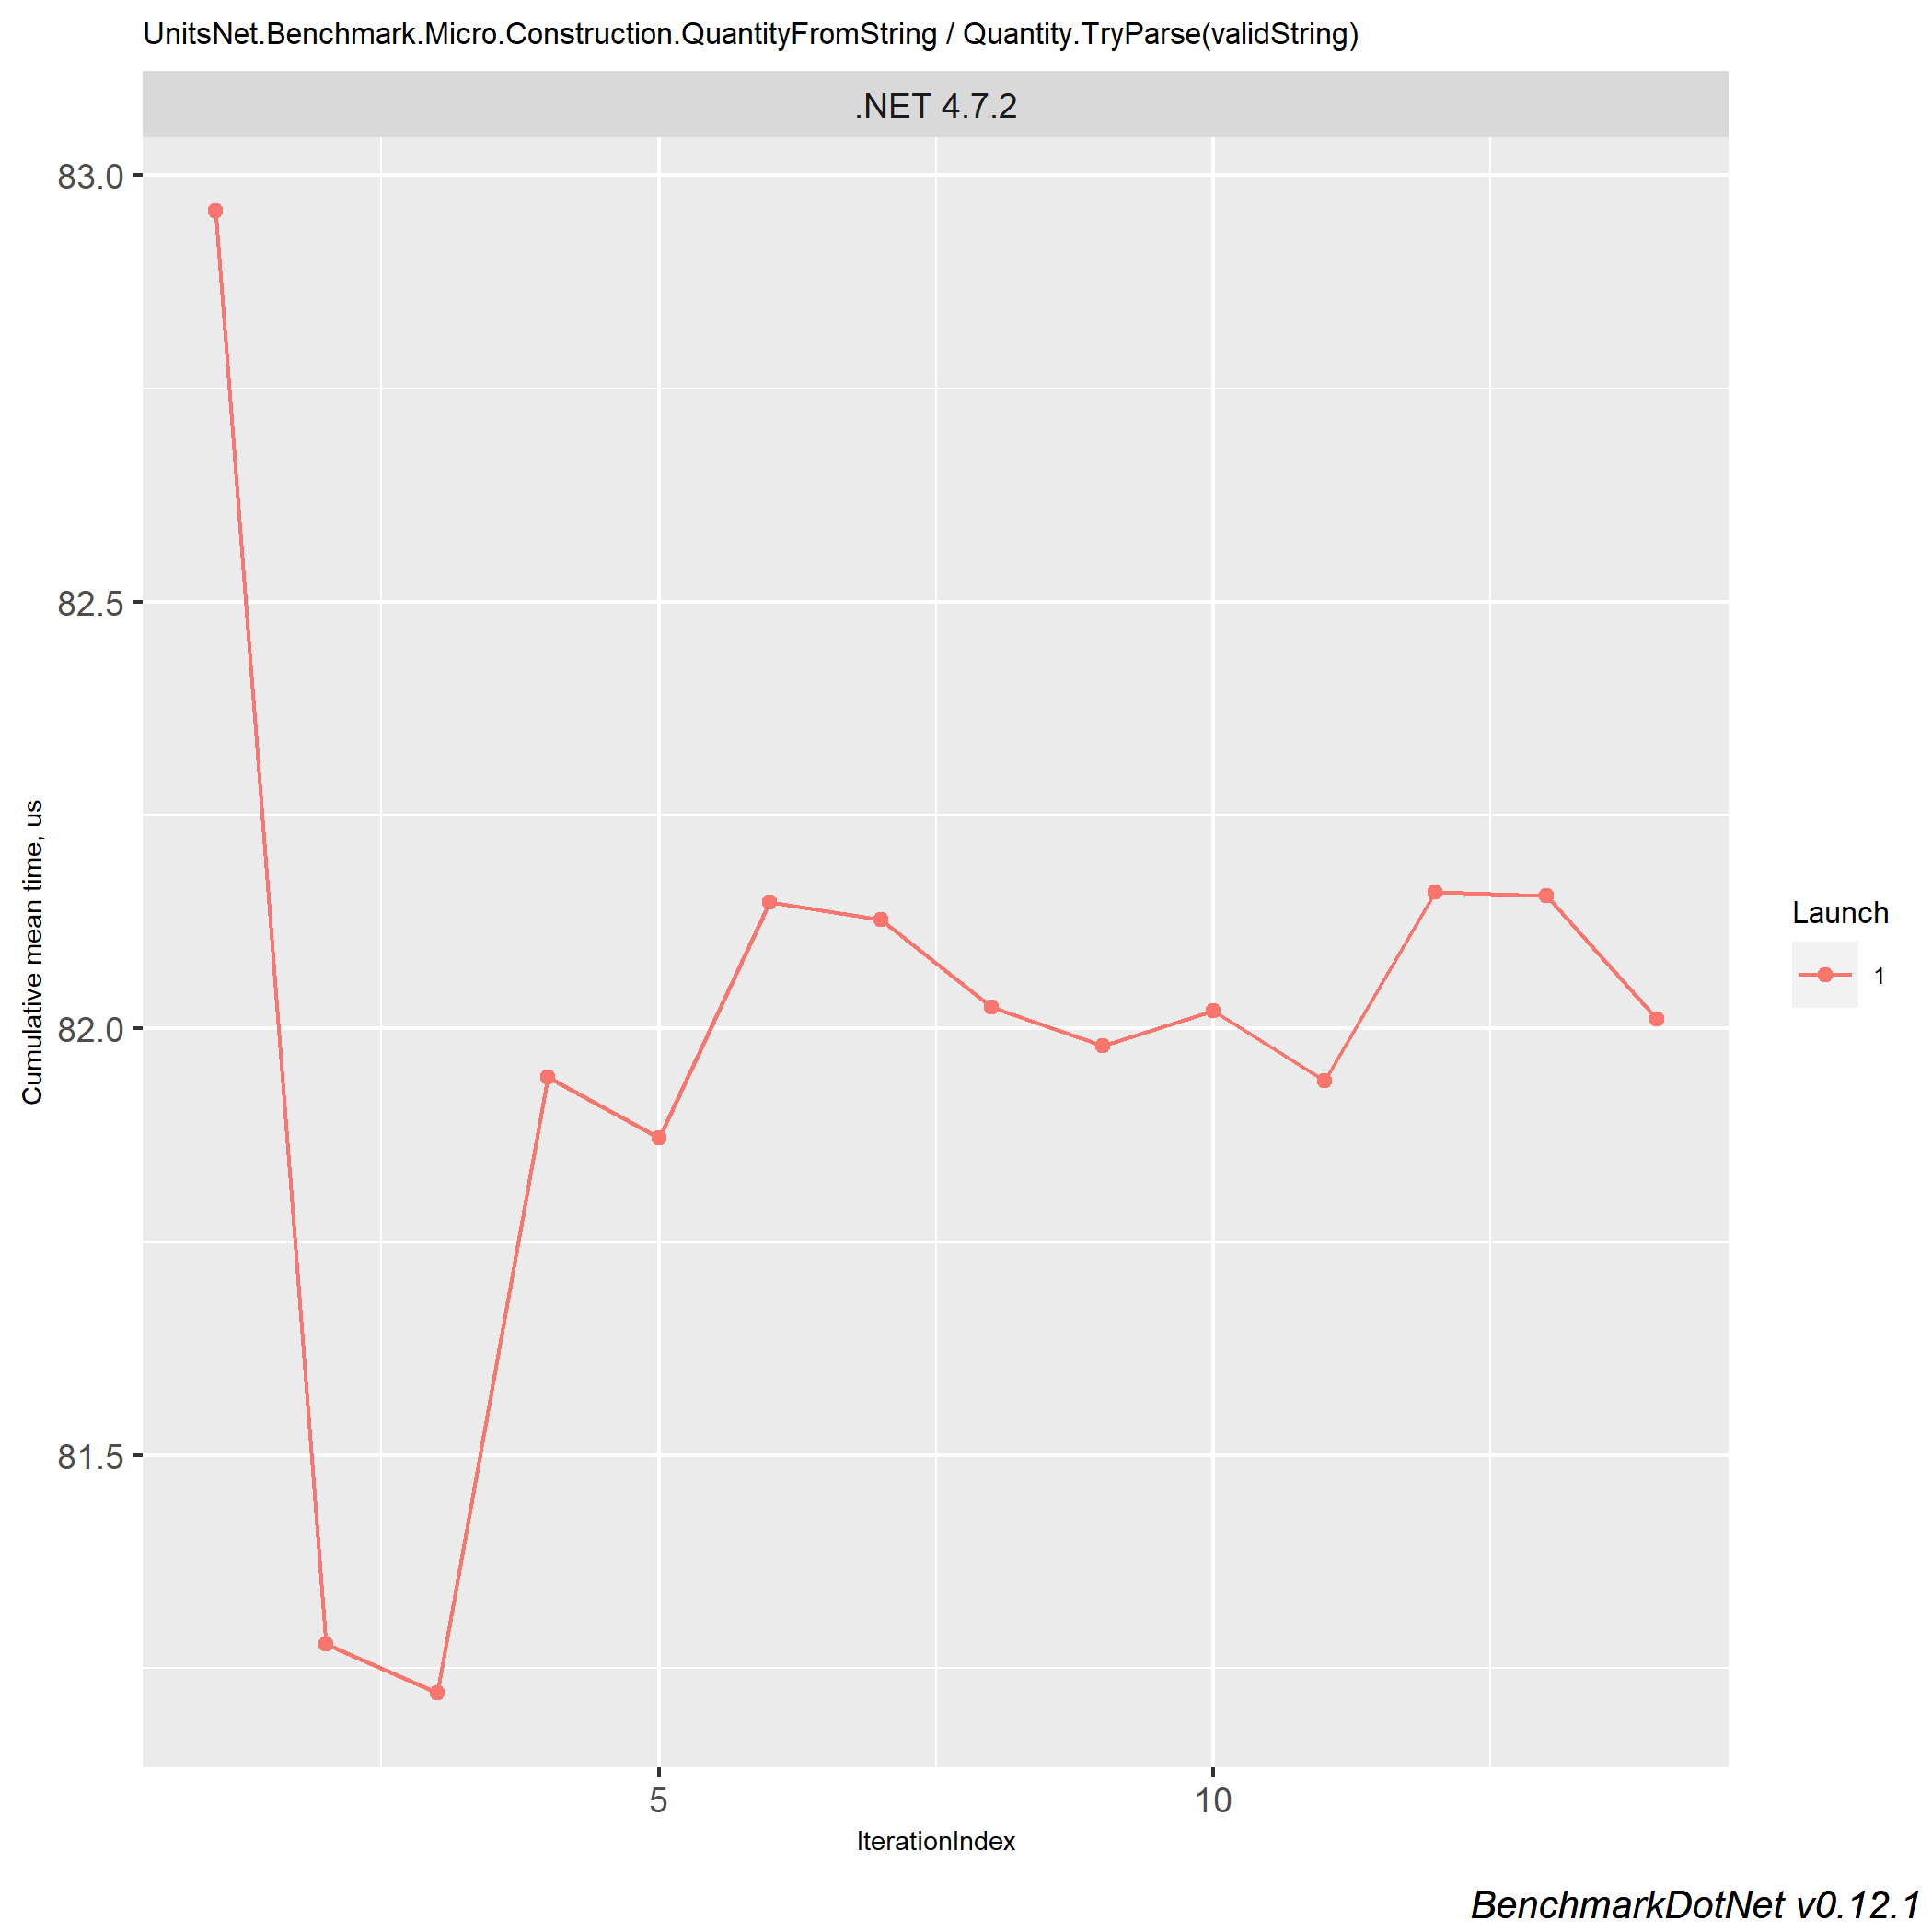 UnitsNet.Benchmark.Micro.Construction.QuantityFromString / Quantity.TryParse(validString)
.NET 4.7.2
83.0
82.5
82.0
81.5
Cumulative mean time, us
5
10
IterationIndex
Launch
1
BenchmarkDotNet v0.12.1